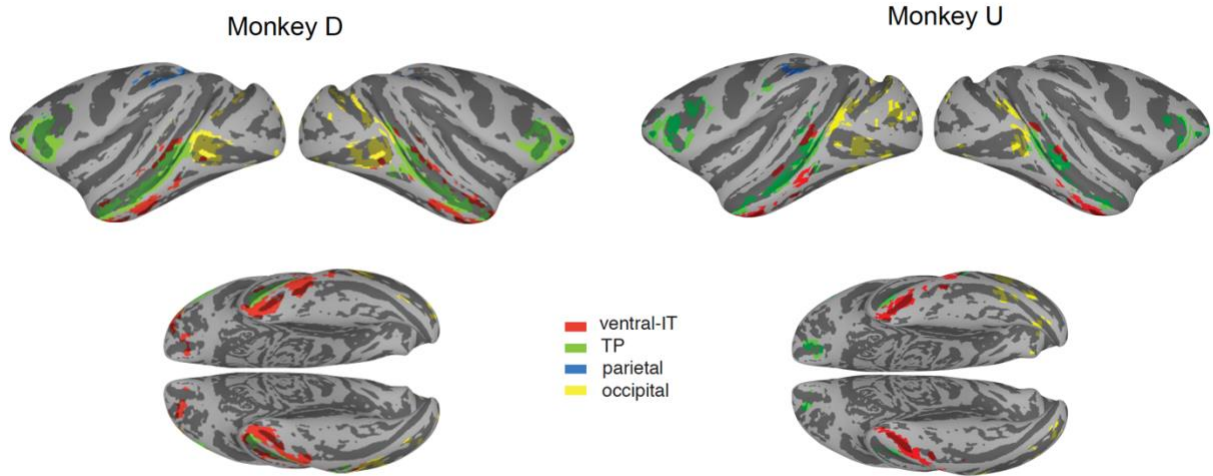 Monkey D
Monkey U
ventral-IT
TP
parietal
occipital